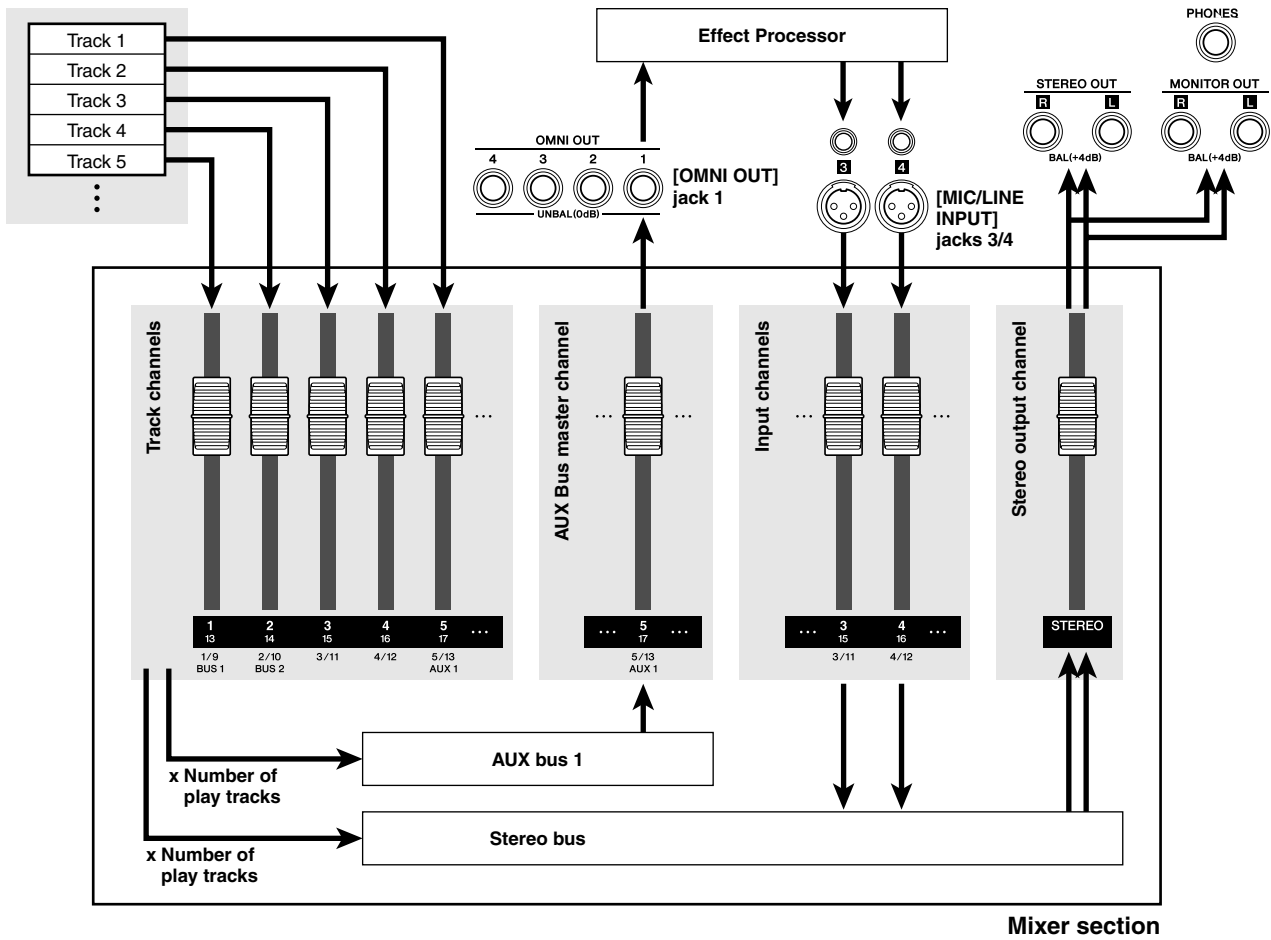 Track 1
Track 2
Track 3
Track 4
Track 5
Effect Processor
PHONES
STEREO OUT
R L
BAL(+4dB)
MONITOR OUT
R L
BAL(+4dB)
OMNI OUT
4 3 2 1
UNBAL(0dB)
[OMNI OUT]
jack 1
3 4
[MIC/LINE
INPUT]
jacks 3/4
Track channels
1 2 3 4 5 ...
13 14 15 16 17
1/9 2/10 3/11 4/12 5/13
BUS 1 BUS 2 AUX 1
AUX Bus master channel
... 5 ...
17
5/13
AUX 1
Input channels
... 3 4 ...
15 16
3/11 4/12
Stereo output channel
STEREO
AUX bus 1
x Number of
play tracks
Stereo bus
x Number of
play tracks
Mixer section